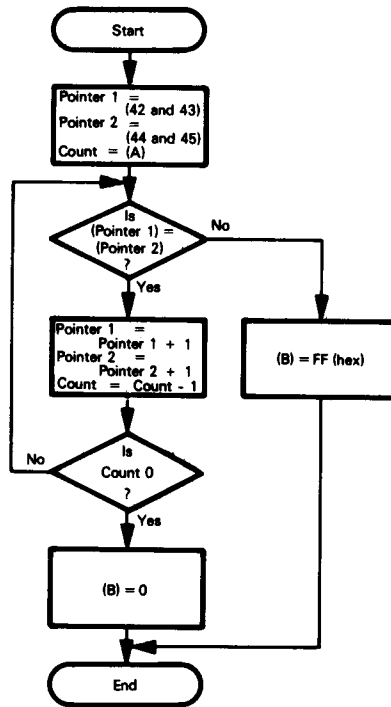 Start
Pointer 1 =
(42 and 43)
Pointer 2 =
(44 and 45)
Count = (A)
Is
(Pointer 1) =
(Pointer 2)
?
No
Yes
Pointer 1 =
Pointer 1 + 1
Pointer 2 =
Pointer 2 + 1
Count = Count - 1
(B) = FF (hex)
Is
Count 0
?
No
Yes
(B) = 0
End